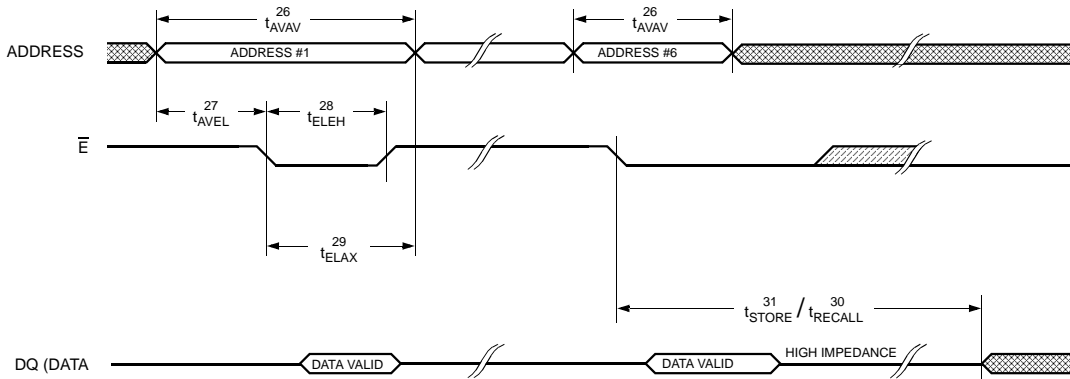 26
tAVAV
26
tAVAV
ADDRESS
ADDRESS #1
ADDRESS #6
27
tAVEL
28
tELEH
E
29
tELAX
31
tSTORE / tRECALL
30
DQ (DATA
DATA VALID
DATA VALID
HIGH IMPEDANCE